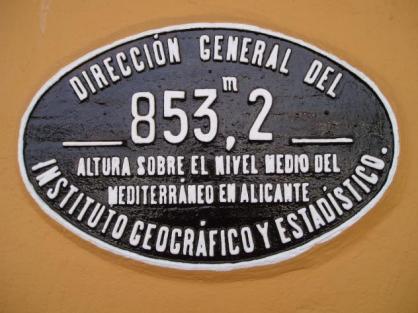 DIRECCIÓN GENERAL DEL
853,2 m
ALTURA SOBRE EL NIVEL MEDIO DEL
MEDITERRÁNEO EN ALICANTE
INSTITUTO GEOGRÁFICO Y ESTADÍSTICO.